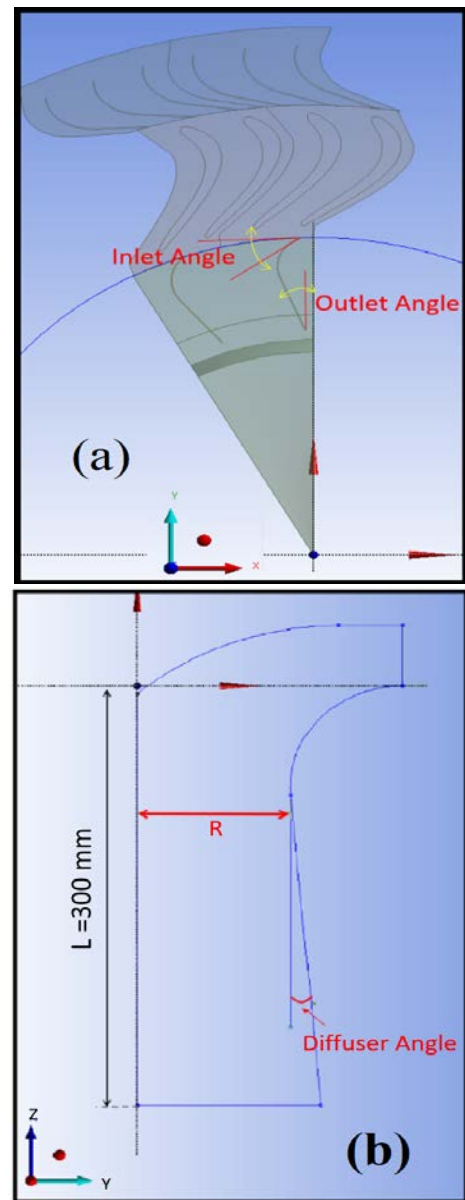 Inlet Angle
Outlet Angle
(a)
Y
X
R
L =300 mm
Diffuser Angle
Z
Y
(b)